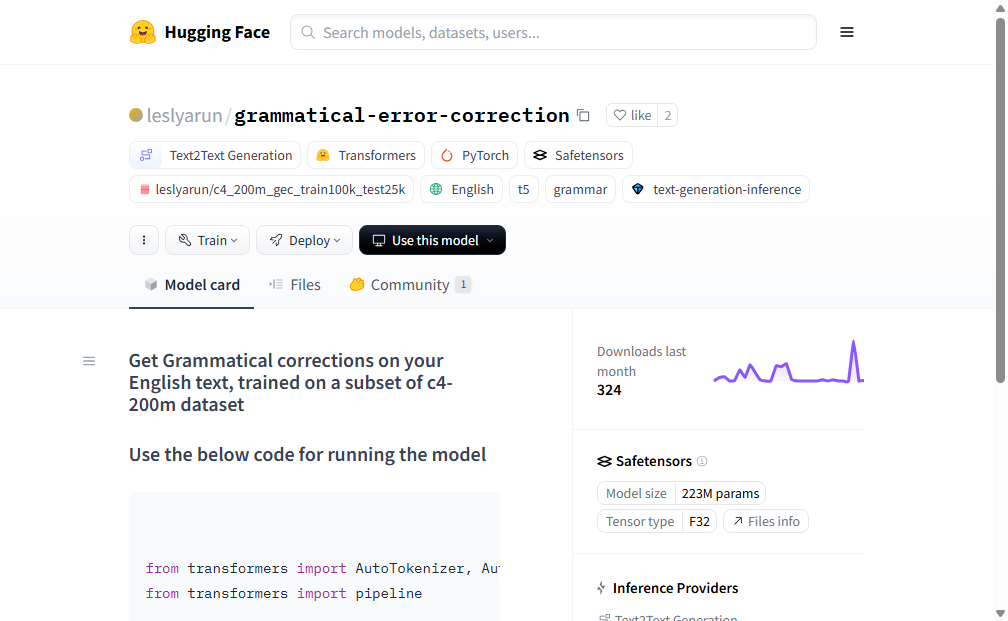 Hugging Face
Search models, datasets, users...
leslyarun/grammatical-error-correction
like 2
Text2Text Generation Transformers PyTorch Safetensors
leslyarun/c4_200m_gec_train100k_test25k English t5 grammar text-generation-inference
Train Deploy Use this model
Model card Files Community 1
Get Grammatical corrections on your
English text, trained on a subset of c4-
200m dataset
Use the below code for running the model
from transformers import AutoTokenizer,
from transformers import pipeline
Downloads last
month
324
Safetensors
Model size 223M params
Tensor type F32 Files info
Inference Providers
Text2Text Generation